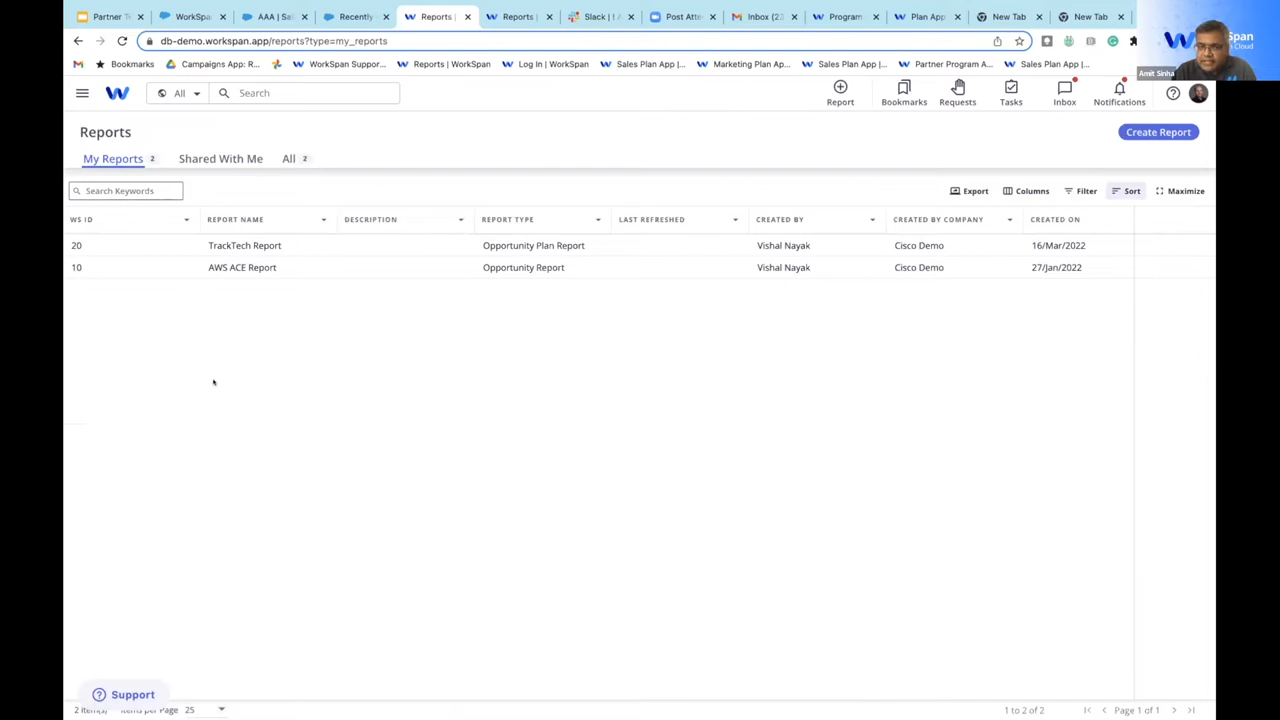 Partner T
WorkSpa
AAA | Sal
Recently
Reports |
Reports |
Slack |
Post Atte
Inbox (2
Program
Plan App
New Tab
New Tab
db-demo.workspan.app/reports?type=my_reports
Bookmarks
Campaigns App: R...
WorkSpan Suppor...
Reports | WorkSpan
Log In | WorkSpan
Sales Plan App |...
Marketing Plan Ap...
Sales Plan App |...
Partner Program A...
Sales Plan App |...
Span
Cloud
Amit Sinha
All
Search
Report
Bookmarks
Requests
Tasks
Inbox
Notifications
Reports
Create Report
My Reports 2
Shared With Me
All 2
Search Keywords
Export
Columns
Filter
Sort
Maximize
WS ID REPORT NAME DESCRIPTION REPORT TYPE LAST REFRESHED CREATED BY CREATED BY COMPANY CREATED ON
20 TrackTech Report Opportunity Plan Report Vishal Nayak Cisco Demo 16/Mar/2022
10 AWS ACE Report Opportunity Report Vishal Nayak Cisco Demo 27/Jan/2022
Support
2 item(s) Items per Page 25
1 to 2 of 2
Page 1 of 1